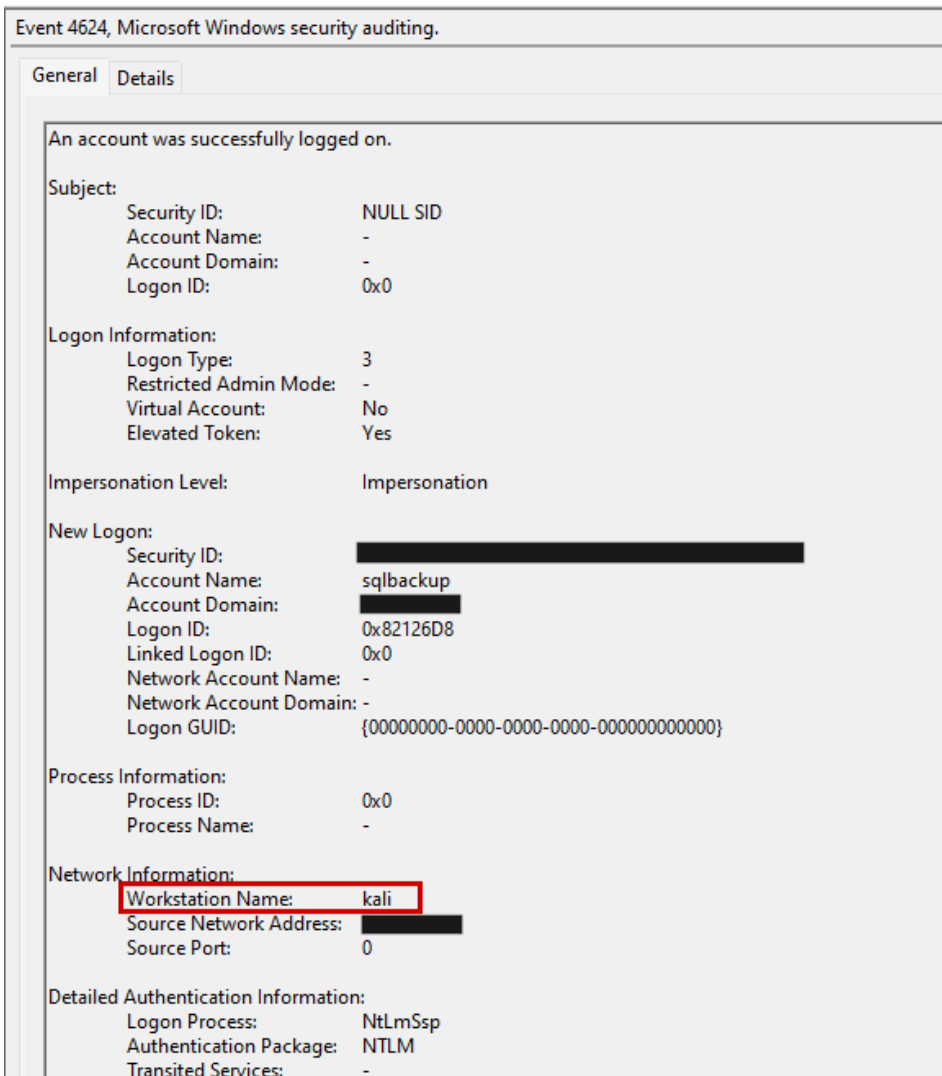 Event 4624, Microsoft Windows security auditing.
General Details
An account was successfully logged on.
Subject:
Security ID: NULL SID
Account Name: -
Account Domain: -
Logon ID: 0x0
Logon Information:
Logon Type: 3
Restricted Admin Mode: -
Virtual Account: No
Elevated Token: Yes
Impersonation Level: Impersonation
New Logon:
Security ID:
Account Name: sqlbackup
Account Domain:
Logon ID: 0x82126D8
Linked Logon ID: 0x0
Network Account Name: -
Network Account Domain: -
Logon GUID: {00000000-0000-0000-0000-000000000000}
Process Information:
Process ID: 0x0
Process Name: -
Network Information:
Workstation Name: kali
Source Network Address:
Source Port: 0
Detailed Authentication Information:
Logon Process: NtLmSsp
Authentication Package: NTLM
Transited Services: -